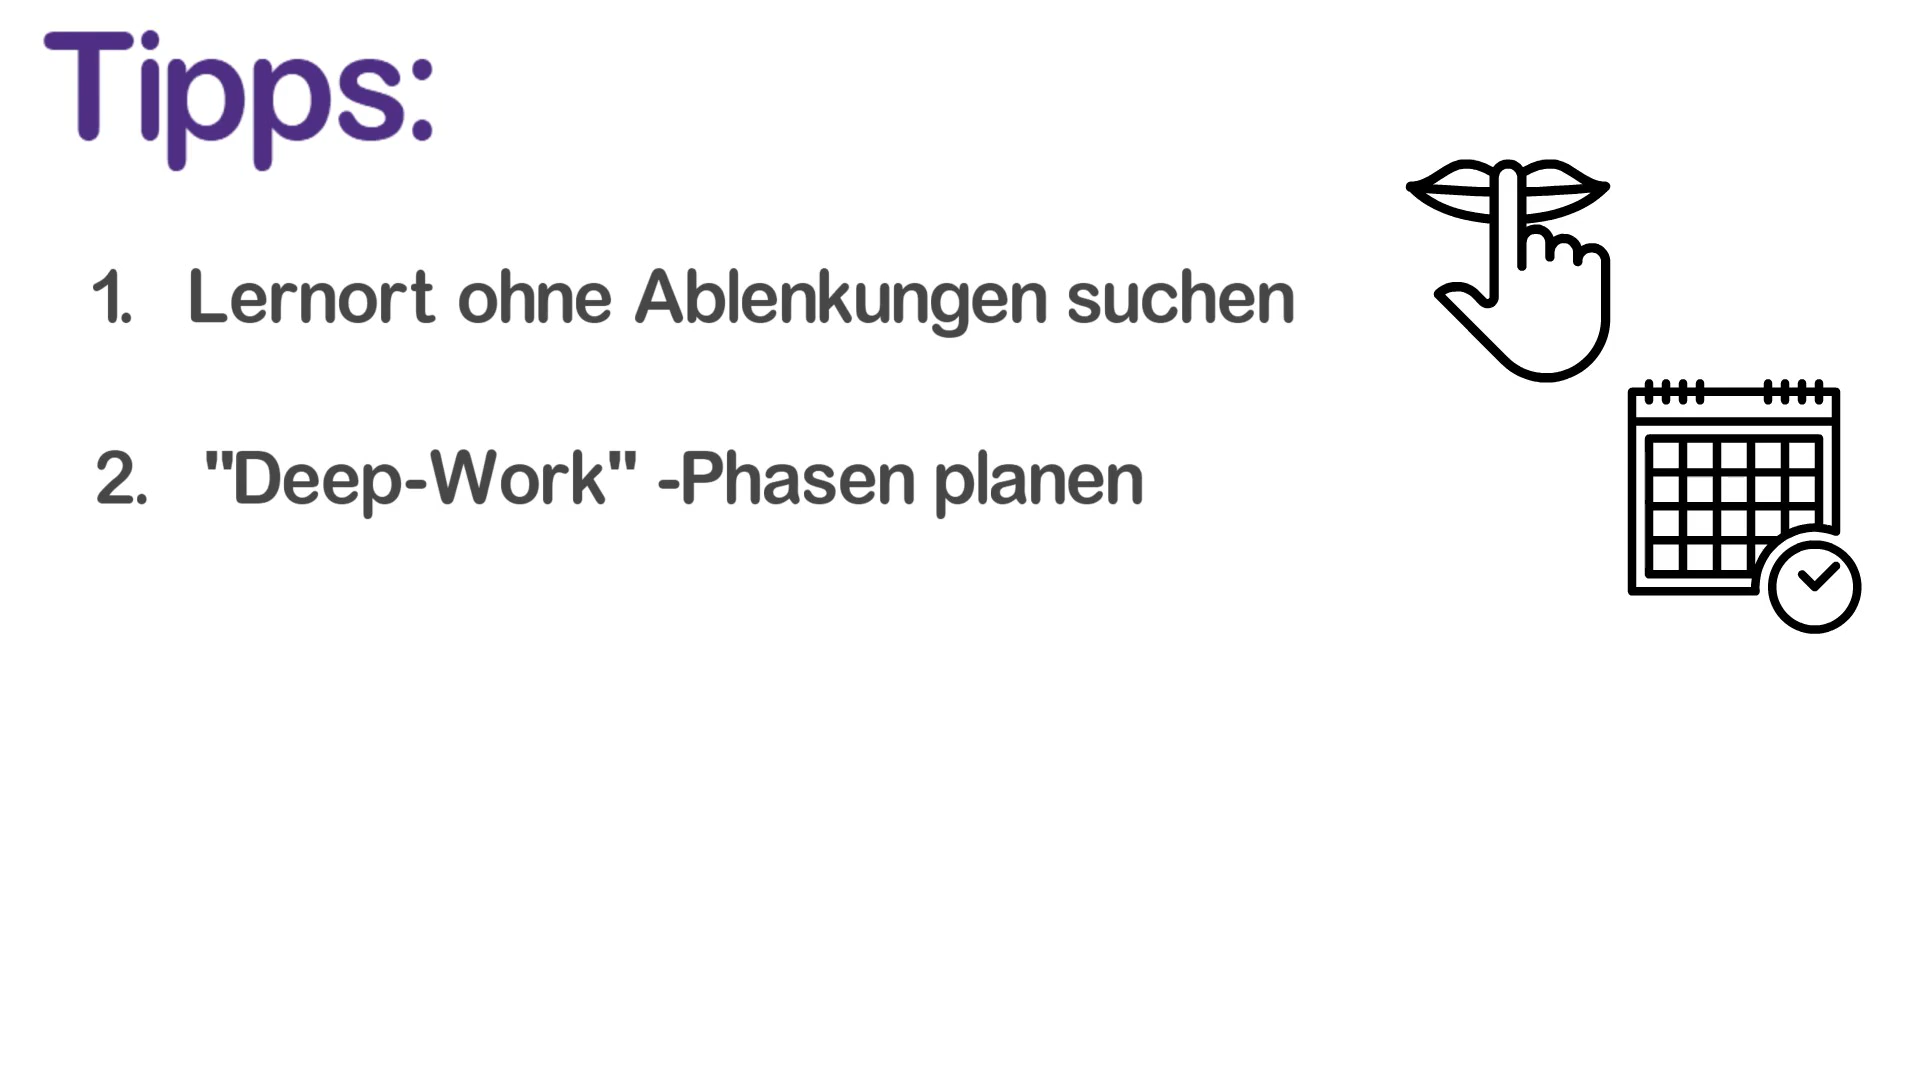 Tipps:
1. Lernort ohne Ablenkungen suchen
2. "Deep-Work" -Phasen planen